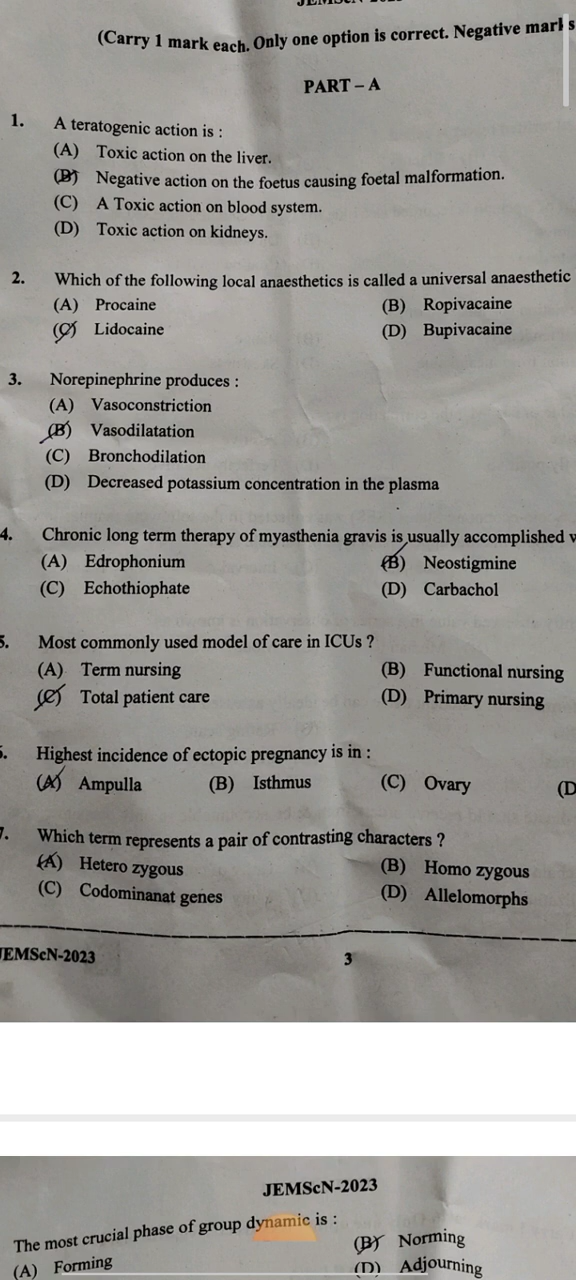 (Carry 1 mark each. Only one option is correct. Negative marks
PART – A
1. A teratogenic action is :
(A) Toxic action on the liver.
(B) Negative action on the foetus causing foetal malformation.
(C) A Toxic action on blood system.
(D) Toxic action on kidneys.
2. Which of the following local anaesthetics is called a universal anaesthetic
(A) Procaine (B) Ropivacaine
(C) Lidocaine (D) Bupivacaine
3. Norepinephrine produces :
(A) Vasoconstriction
(B) Vasodilatation
(C) Bronchodilation
(D) Decreased potassium concentration in the plasma
4. Chronic long term therapy of myasthenia gravis is usually accomplished
(A) Edrophonium (B) Neostigmine
(C) Echothiophate (D) Carbachol
5. Most commonly used model of care in ICUs ?
(A) Term nursing (B) Functional nursing
(C) Total patient care (D) Primary nursing
Highest incidence of ectopic pregnancy is in :
(A) Ampulla (B) Isthmus (C) Ovary (D
7. Which term represents a pair of contrasting characters ?
(A) Hetero zygous (B) Homo zygous
(C) Codominanat genes (D) Allelomorphs
JEMScN-2023 3
JEMScN-2023
The most crucial phase of group dynamic is :
(A) Forming (B) Norming
(D) Adjourning